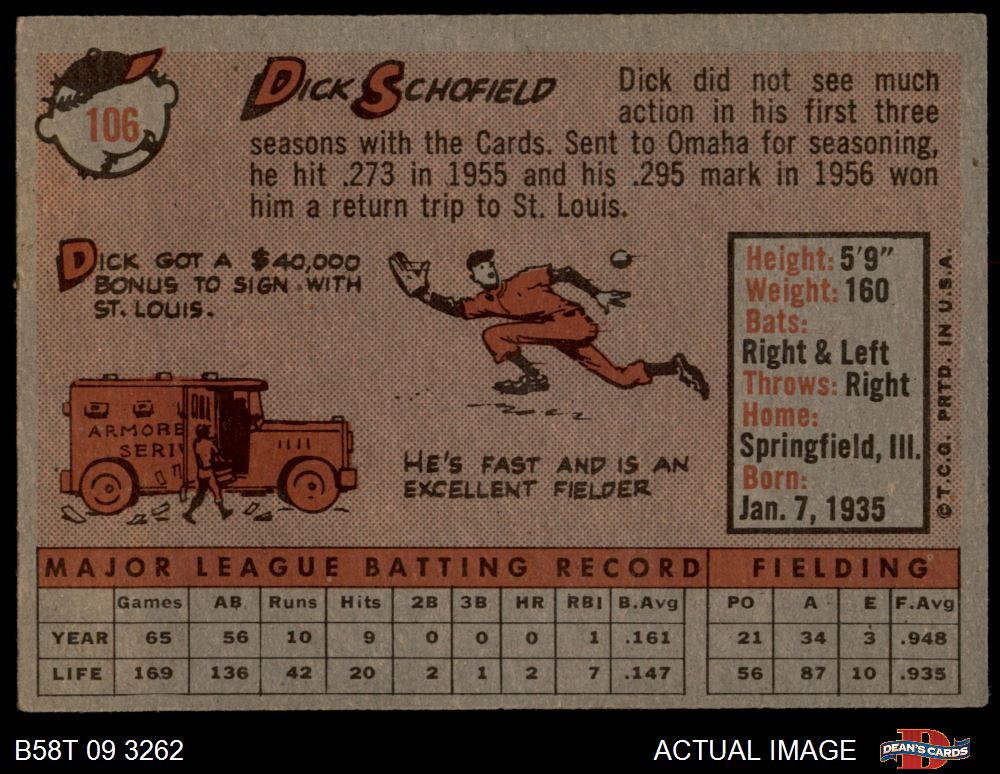 106
DICK SCHOFIELD
Dick did not see much
action in his first three
seasons with the Cards. Sent to Omaha for seasoning,
he hit .273 in 1955 and his .295 mark in 1956 won
him a return trip to St. Louis.
DICK GOT A $40,000
BONUS TO SIGN WITH
ST. LOUIS.
ARMORE
SERI
HE'S FAST AND IS AN
EXCELLENT FIELDER
Height: 5'9"
Weight: 160
Bats:
Right & Left
Throws: Right
Home:
Springfield, Ill.
Born:
Jan. 7, 1935
© T.C.G. PRTD. IN U.S.A.
MAJOR LEAGUE BATTING RECORD FIELDING
Games AB Runs Hits 2B 3B HR RBI B.Avg PO A E F.Avg
YEAR 65 56 10 9 0 0 0 1 .161 21 34 3 .948
LIFE 169 136 42 20 2 1 2 7 .147 56 87 10 .935
B58T 09 3262 ACTUAL IMAGE DEAN'S CARDS